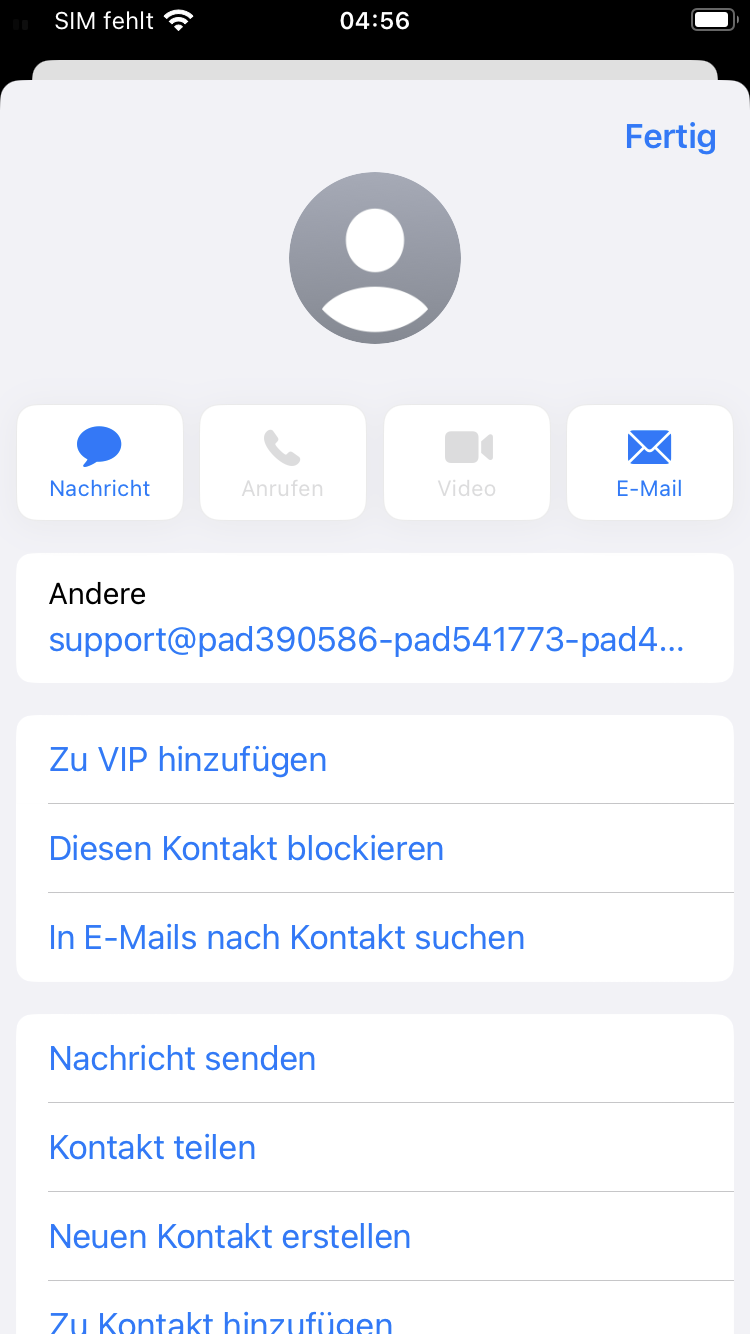 SIM fehlt 04:56
Fertig
Nachricht Anrufen Video E-Mail
Andere
support@pad390586-pad541773-pad4...
Zu VIP hinzufügen
Diesen Kontakt blockieren
In E-Mails nach Kontakt suchen
Nachricht senden
Kontakt teilen
Neuen Kontakt erstellen
Zu Kontakt hinzufügen